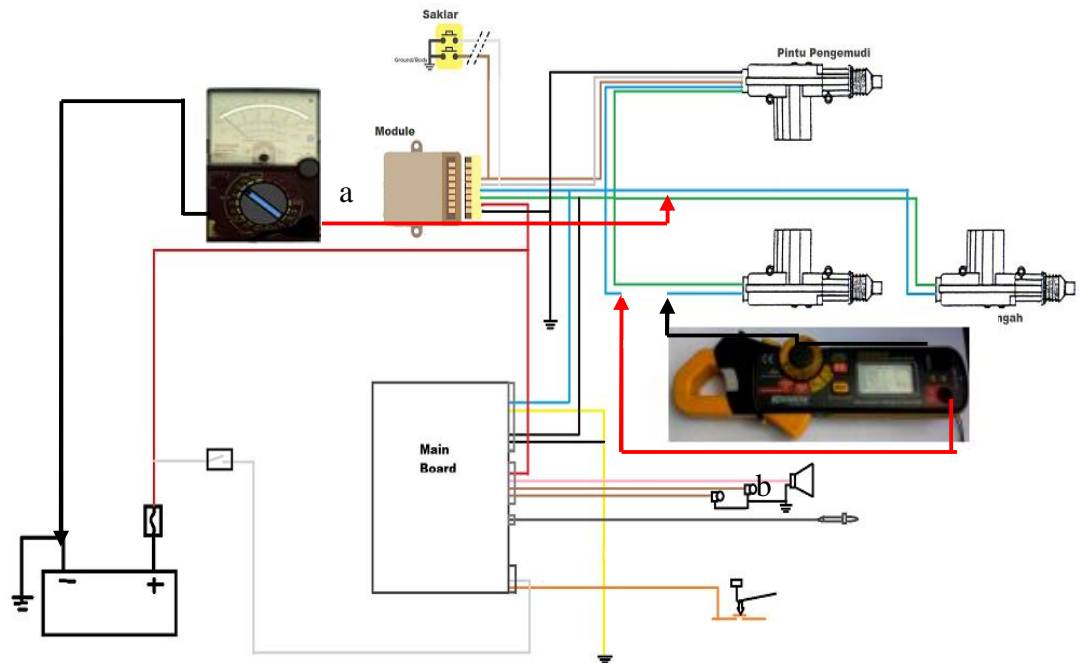 Saklar
Ground/Body
Pintu Pengemudi
Module
a
ngah
Main
Board
b
- +